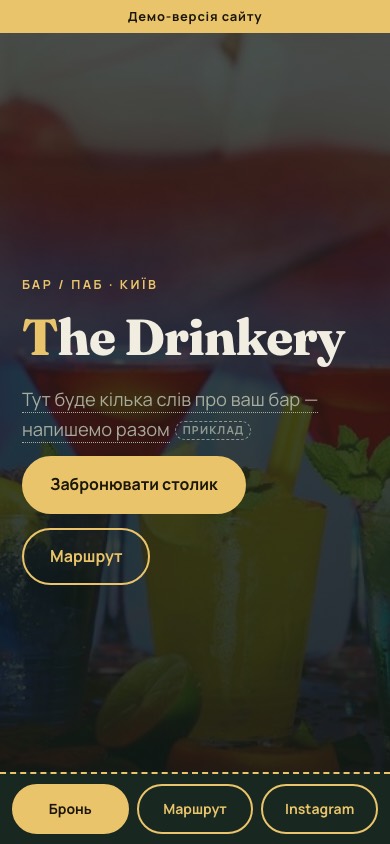 Демо-версія сайту
БАР / ПАБ · КИЇВ
The Drinkery
Тут буде кілька слів про ваш бар —
напишемо разом ПРИКЛАД
Забронювати столик
Маршрут
Бронь Маршрут Instagram